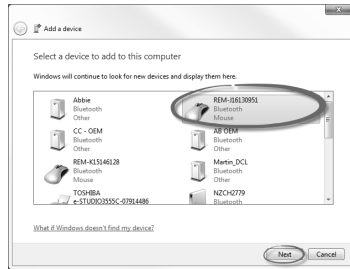 Add a device
Select a device to add to this computer
Windows will continue to look for new devices and display them here.
Abbie
Bluetooth
Other
REM-J16130951
Bluetooth
Mouse
CC - OEM
Bluetooth
Other
AB OEM
Bluetooth
Other
REM-K15146128
Bluetooth
Mouse
Martin_DCL
Bluetooth
Other
TOSHIBA
e-STUDIO3555C-07914486
NZCH2779
Bluetooth
What if Windows doesn't find my device?
Next
Cancel